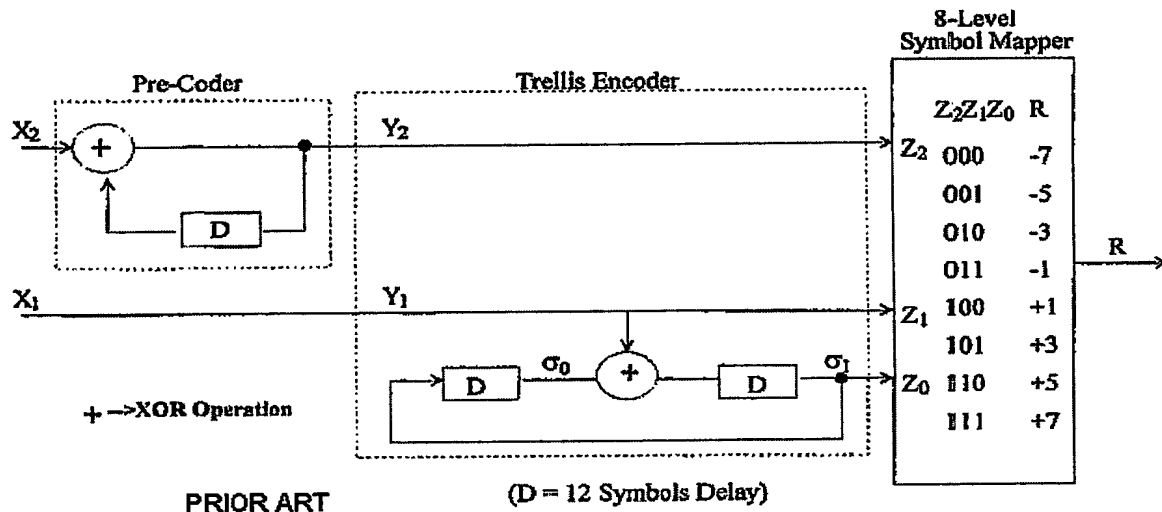 8-Level
Symbol Mapper
Pre-Coder
Trellis Encoder
Z₂Z₁Z₀ R
X₂
+
Y₂
Z₂
000 -7
001 -5
D
010 -3
011 -1
R
X₁
Y₁
Z₁
100 +1
101 +3
D
σ₀
+
D
σ₁
Z₀
110 +5
111 +7
+ –>XOR Operation
PRIOR ART
(D = 12 Symbols Delay)